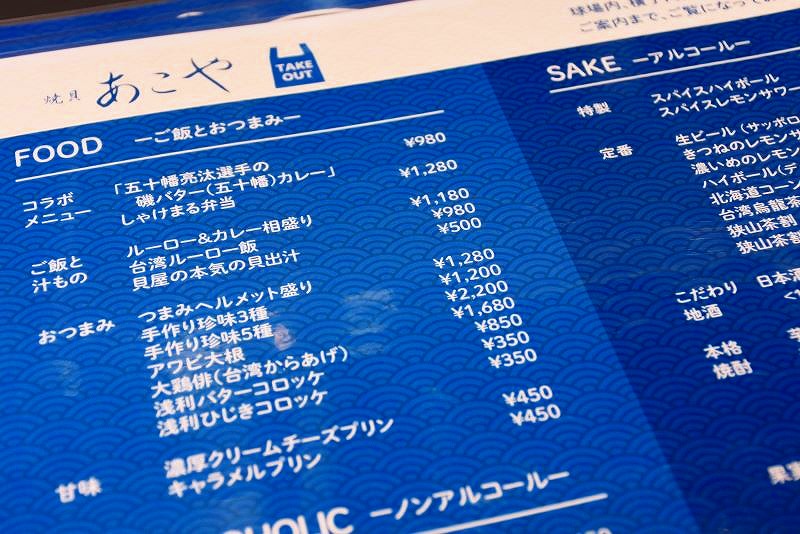 焼貝 あこや
TAKE OUT
球場内、横
ご案内まで、ご覧になって
FOOD ーご飯とおつまみー
コラボメニュー
「五十幡亮汰選手の
磯バター(五十幡)カレー」 ¥980
しゃけまる弁当 ¥1,280
ご飯と汁もの
ルーロー&カレー相盛り ¥1,180
台湾ルーロー飯 ¥980
貝屋の本気の貝出汁 ¥500
おつまみ
つまみヘルメット盛り ¥1,280
手作り珍味3種 ¥1,200
手作り珍味5種 ¥2,200
アワビ大根 ¥1,680
大鶏排(台湾からあげ) ¥850
浅利バターコロッケ ¥350
浅利ひじきコロッケ ¥350
甘味
濃厚クリームチーズプリン ¥450
キャラメルプリン ¥450
OHOLIC ーノンアルコールー
SAKE ーアルコールー
特製
スパイスハイボール
スパイスレモンサワー
定番
生ビール(サッポロ
きつねのレモン
濃いめのレモン
ハイボール(デ
北海道コーン
台湾烏龍茶
狭山茶割
狭山茶割
こだわり地酒
日本酒
本格焼酎
果実